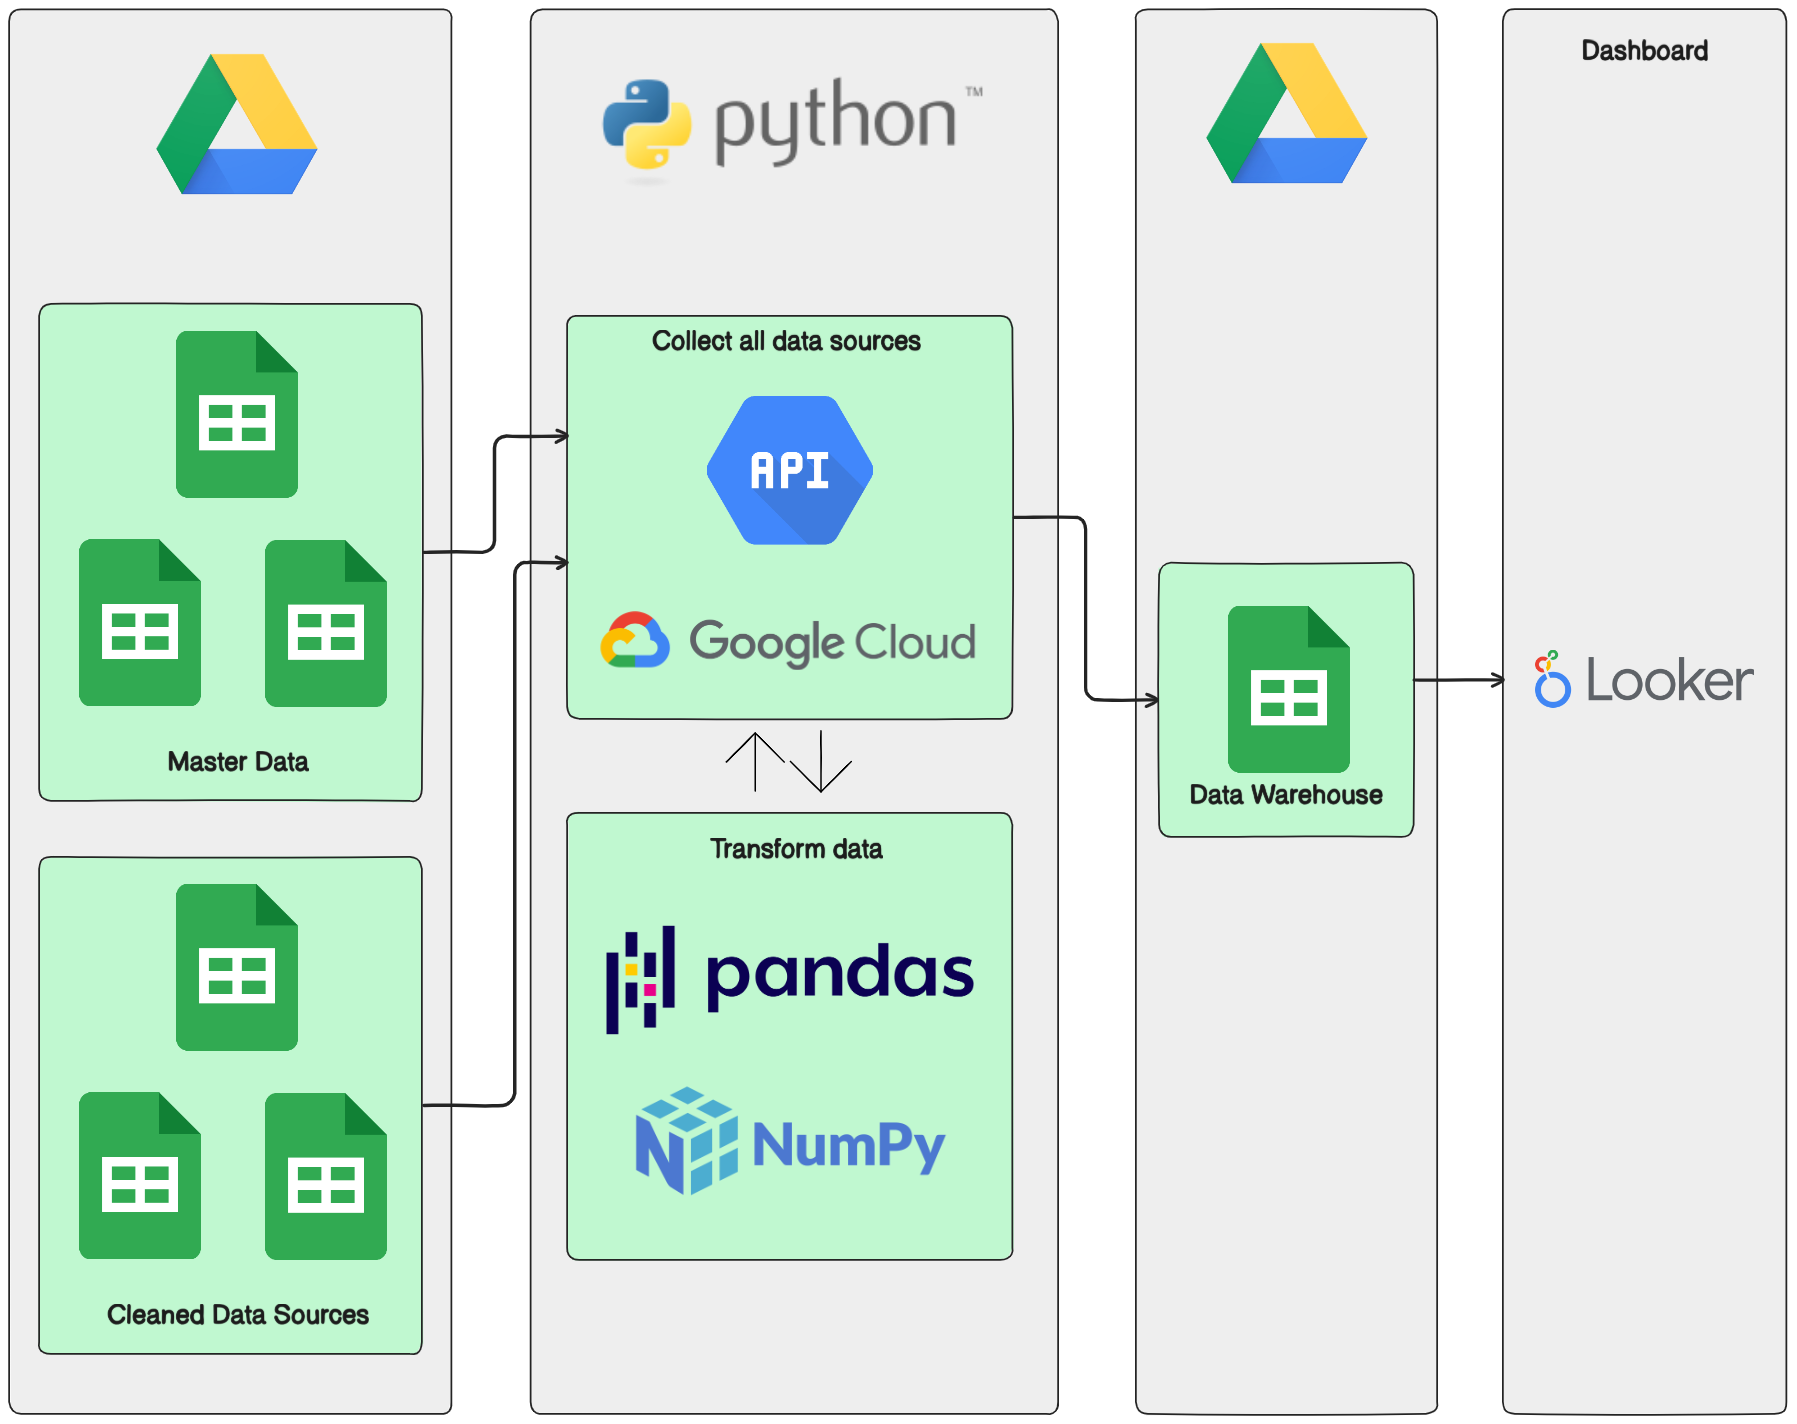 Master Data
Cleaned Data Sources
python™
Collect all data sources
API
Google Cloud
Transform data
pandas
NumPy
Data Warehouse
Dashboard
Looker